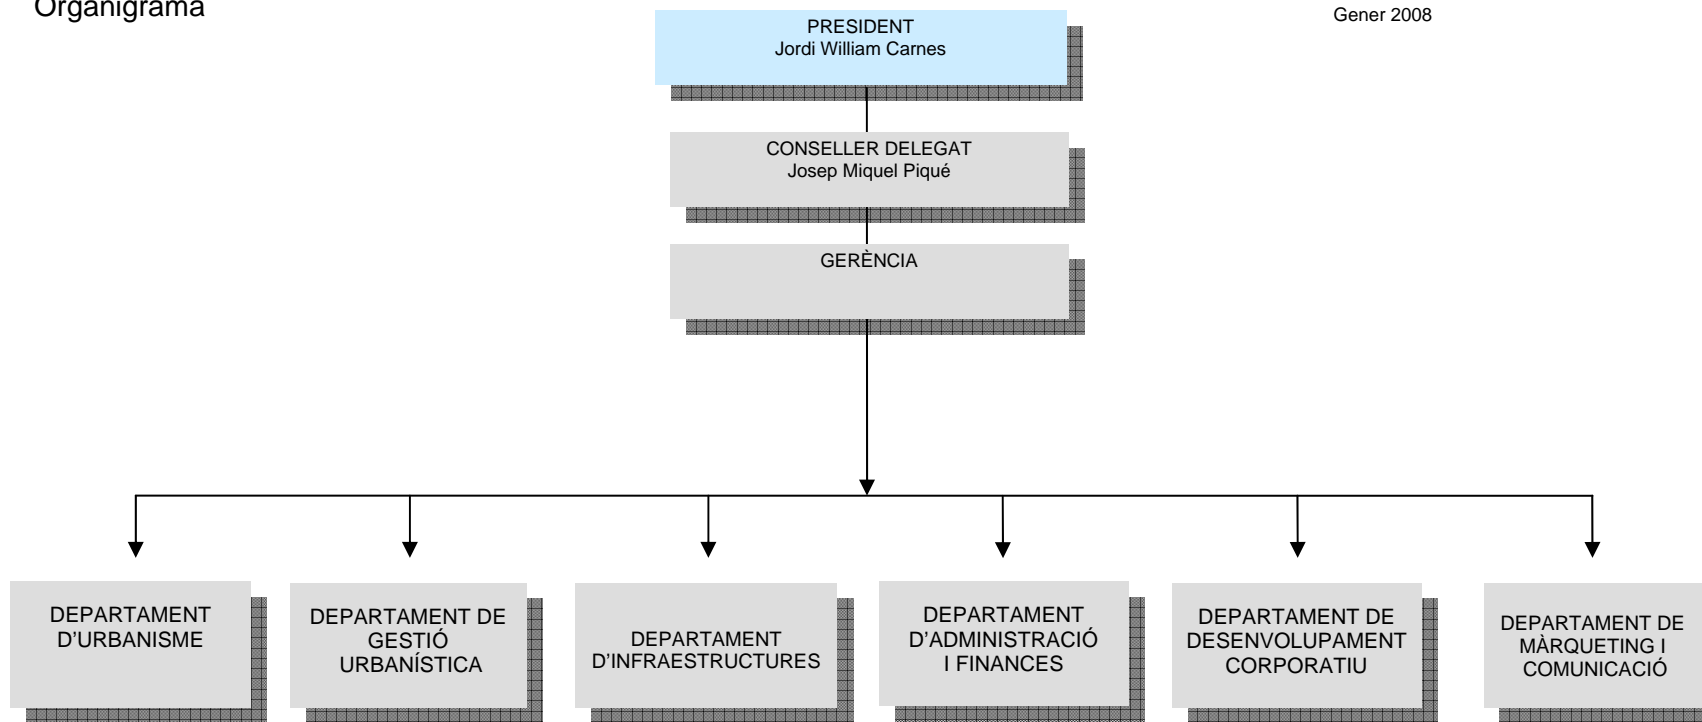 Organigrama
Gener 2008
PRESIDENT
Jordi William Carnes
CONSELLER DELEGAT
Josep Miquel Piqué
GERÈNCIA
DEPARTAMENT
D'URBANISME
DEPARTAMENT DE
GESTIÓ
URBANÍSTICA
DEPARTAMENT
D'INFRAESTRUCTURES
DEPARTAMENT
D'ADMINISTRACIÓ
I FINANCES
DEPARTAMENT DE
DESENVOLUPAMENT
CORPORATIU
DEPARTAMENT DE
MÀRQUETING I
COMUNICACIÓ